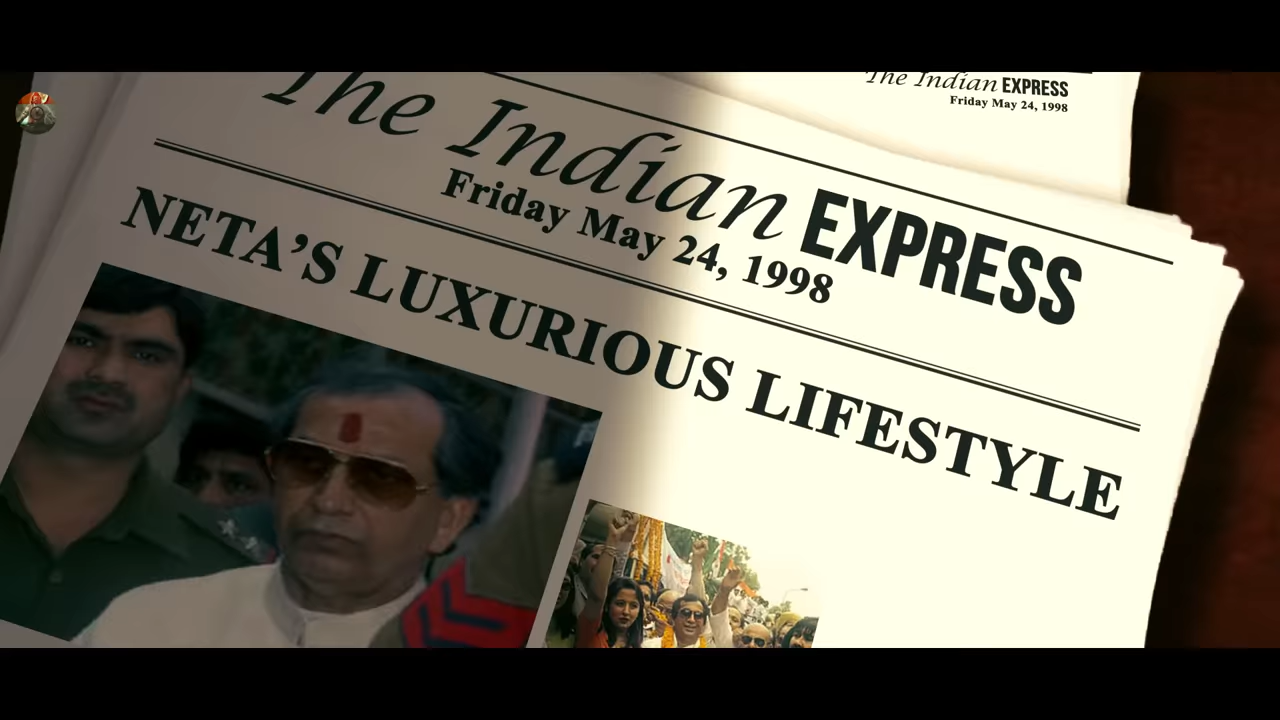 The Indian EXPRESS
Friday May 24, 1998
The Indian EXPRESS
Friday May 24, 1998
NETA'S LUXURIOUS LIFESTYLE